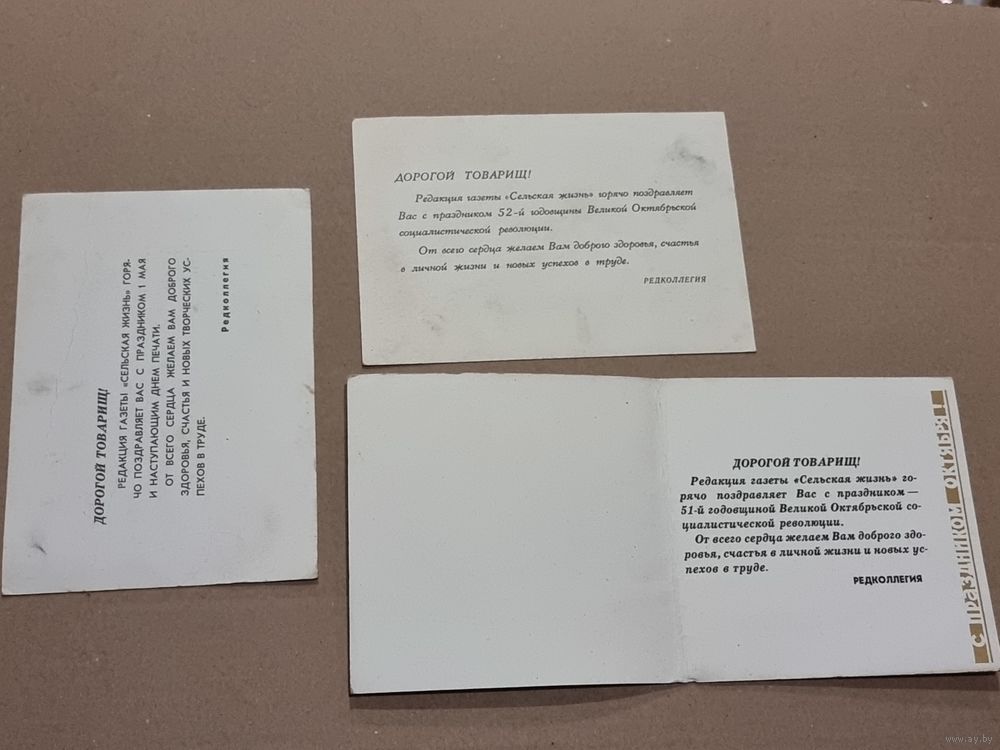 ДОРОГОЙ ТОВАРИЩ!
РЕДАКЦИЯ ГАЗЕТЫ «СЕЛЬСКАЯ ЖИЗНЬ» ГОРЯ-
ЧО ПОЗДРАВЛЯЕТ ВАС С ПРАЗДНИКОМ 1 МАЯ
И НАСТУПАЮЩИМ ДНЕМ ПЕЧАТИ.
ОТ ВСЕГО СЕРДЦА ЖЕЛАЕМ ВАМ ДОБРОГО
ЗДОРОВЬЯ, СЧАСТЬЯ И НОВЫХ ТВОРЧЕСКИХ УС-
ПЕХОВ В ТРУДЕ.
Редколлегия
ДОРОГОЙ ТОВАРИЩ!
Редакция газеты «Сельская жизнь» горячо поздравляет
Вас с праздником 52-й годовщины Великой Октябрьской
социалистической революции.
От всего сердца желаем Вам доброго здоровья, счастья
в личной жизни и новых успехов в труде.
РЕДКОЛЛЕГИЯ
ДОРОГОЙ ТОВАРИЩ!
Редакция газеты «Сельская жизнь» го-
рячо поздравляет Вас с праздником —
51-й годовщиной Великой Октябрьской со-
циалистической революции.
От всего сердца желаем Вам доброго здо-
ровья, счастья в личной жизни и новых ус-
пехов в труде.
РЕДКОЛЛЕГИЯ
С ПРАЗДНИКОМ ОКТЯБРЯ!
www.ay.by